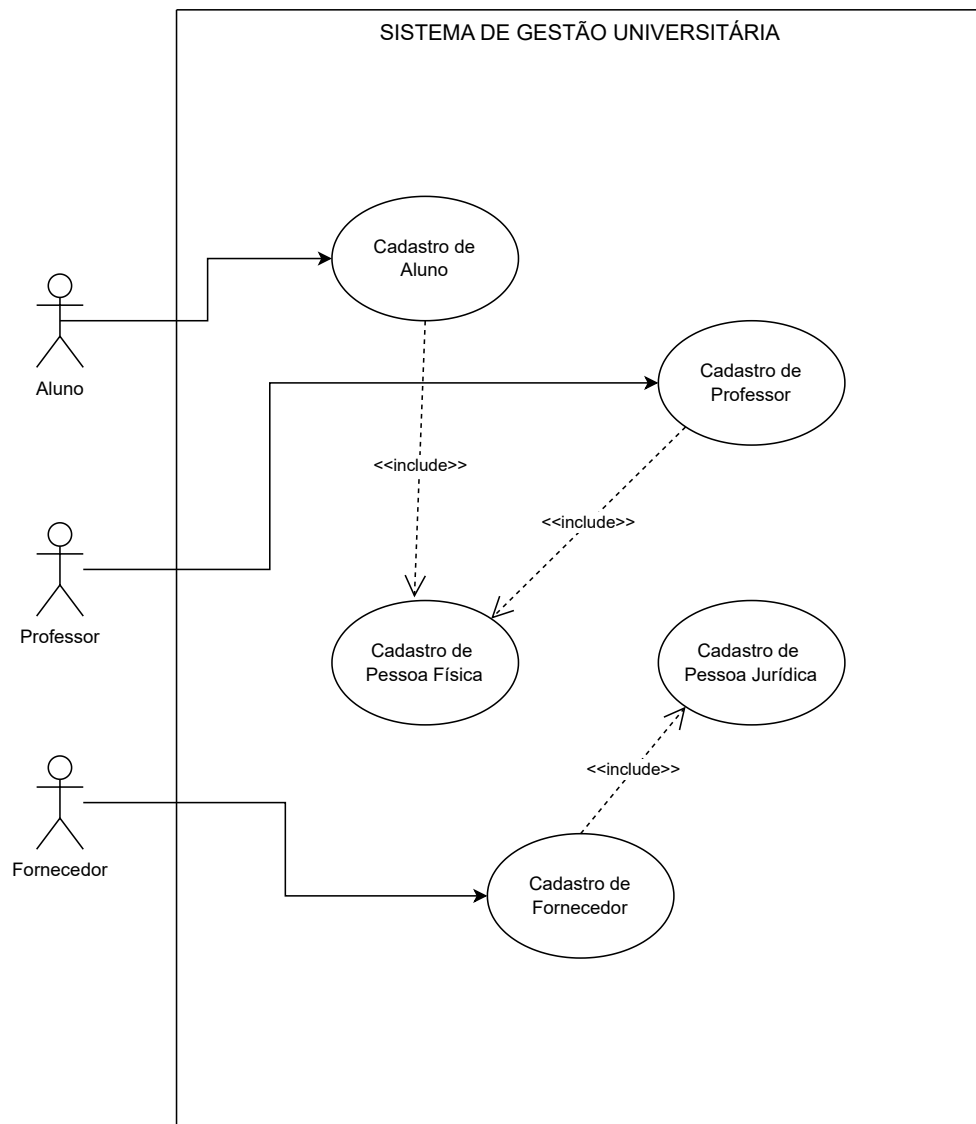 SISTEMA DE GESTÃO UNIVERSITÁRIA
Cadastro de
Aluno
Aluno
Cadastro de
Professor
<<include>>
<<include>>
Professor
Cadastro de
Pessoa Física
Cadastro de
Pessoa Jurídica
<<include>>
Fornecedor
Cadastro de
Fornecedor